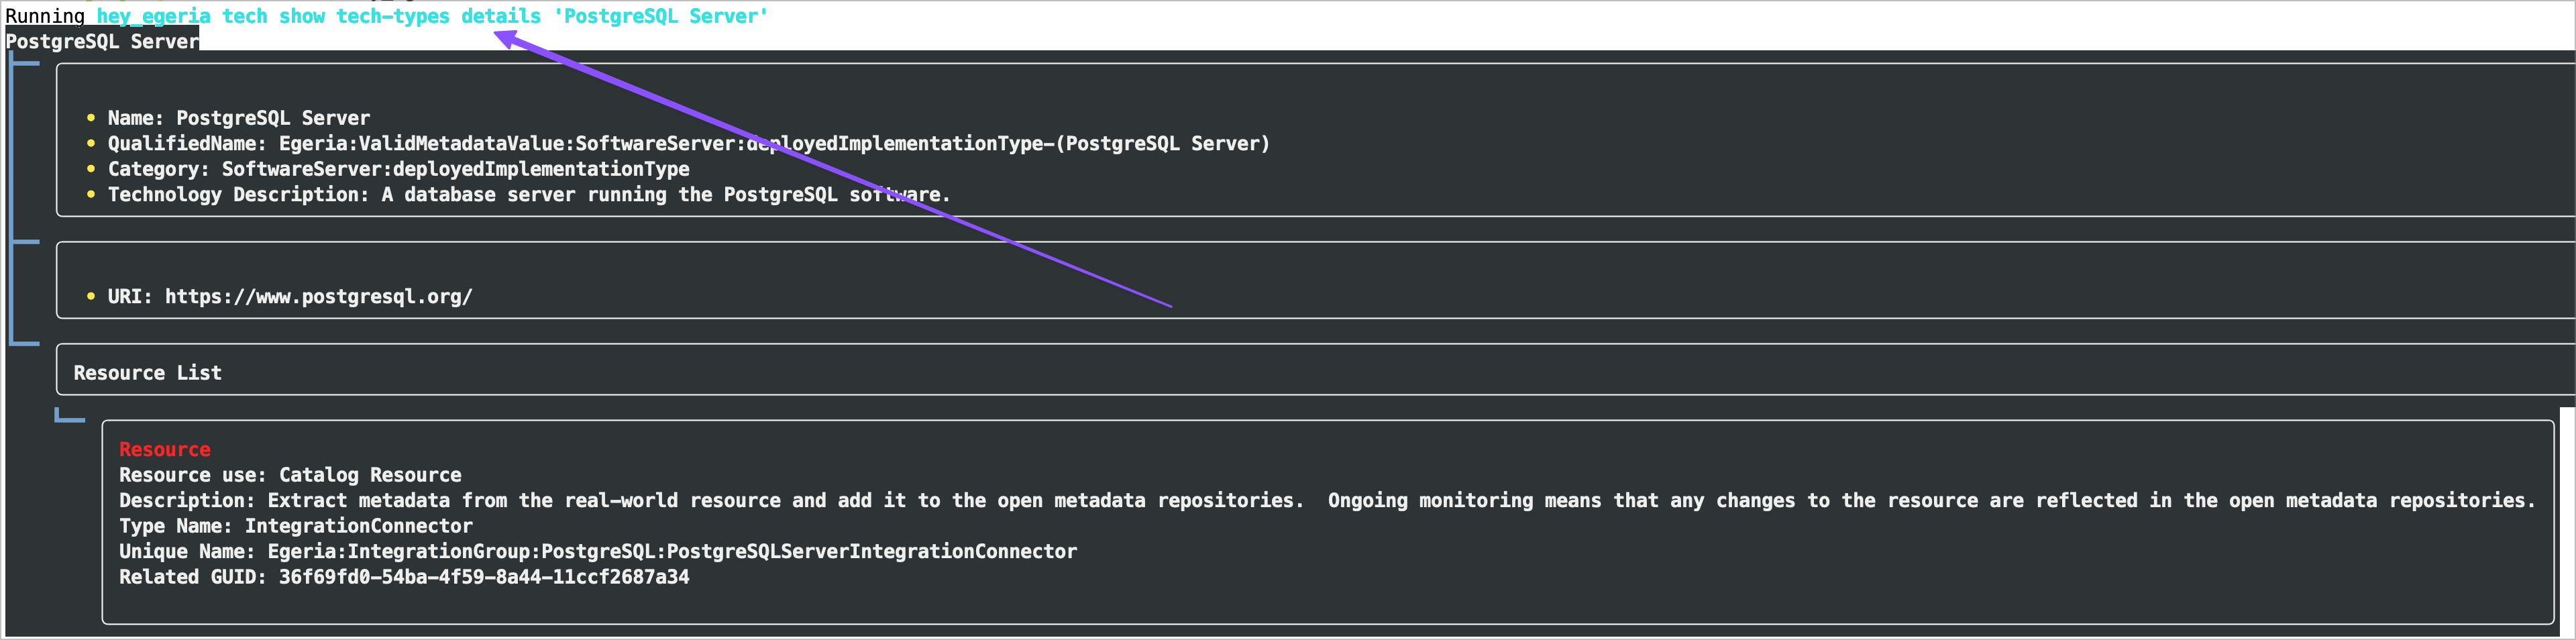 Running hey_egeria tech show tech-types details 'PostgreSQL Server'
PostgreSQL Server
• Name: PostgreSQL Server
• QualifiedName: Egeria:ValidMetadataValue:SoftwareServer:deployedImplementationType-(PostgreSQL Server)
• Category: SoftwareServer:deployedImplementationType
• Technology Description: A database server running the PostgreSQL software.
• URI: https://www.postgresql.org/
Resource List
Resource
Resource use: Catalog Resource
Description: Extract metadata from the real-world resource and add it to the open metadata repositories.  Ongoing monitoring means that any changes to the resource are reflected in the open metadata repositories.
Type Name: IntegrationConnector
Unique Name: Egeria:IntegrationGroup:PostgreSQL:PostgreSQLServerIntegrationConnector
Related GUID: 36f69fd0-54ba-4f59-8a44-11ccf2687a34